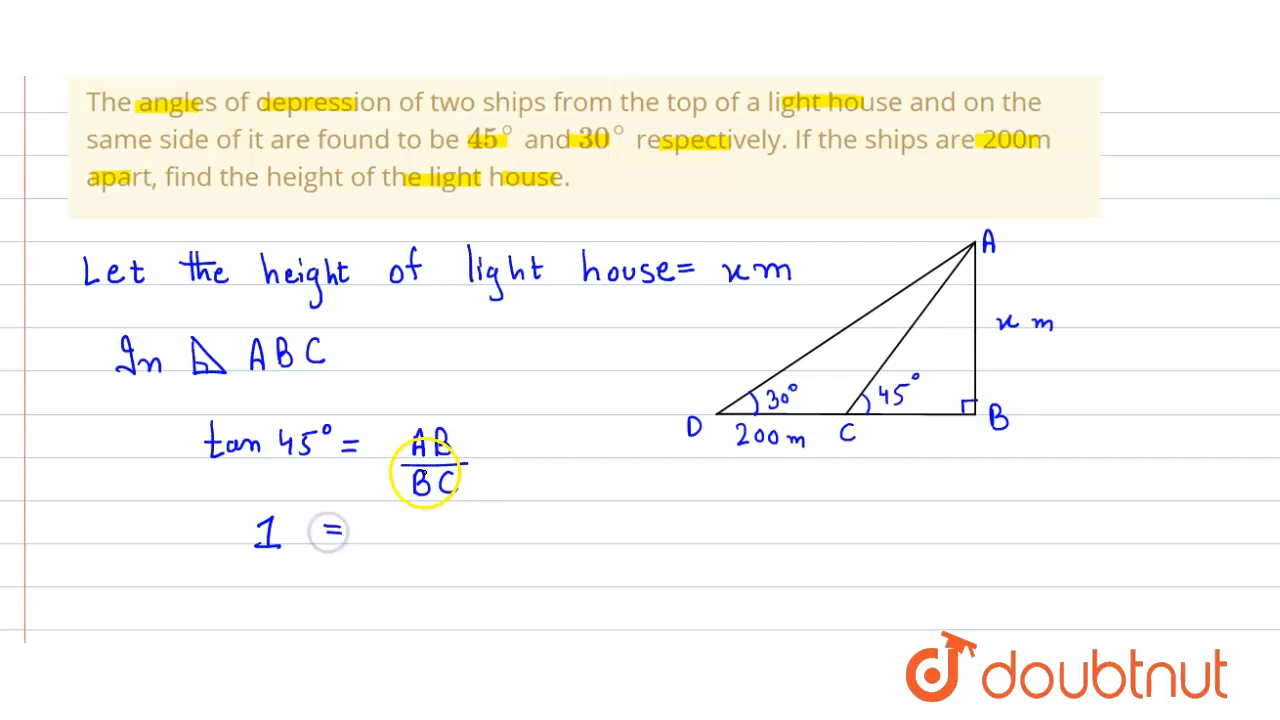 The angles of depression of two ships from the top of a light house and on the
same side of it are found to be 45° and 30° respectively. If the ships are 200m
apart, find the height of the light house.
Let the height of light house = x m
In ⊿ ABC
tan 45° = AB
BC
1 =
A
x m
30°
45°
D
200 m
C
B
doubtnut